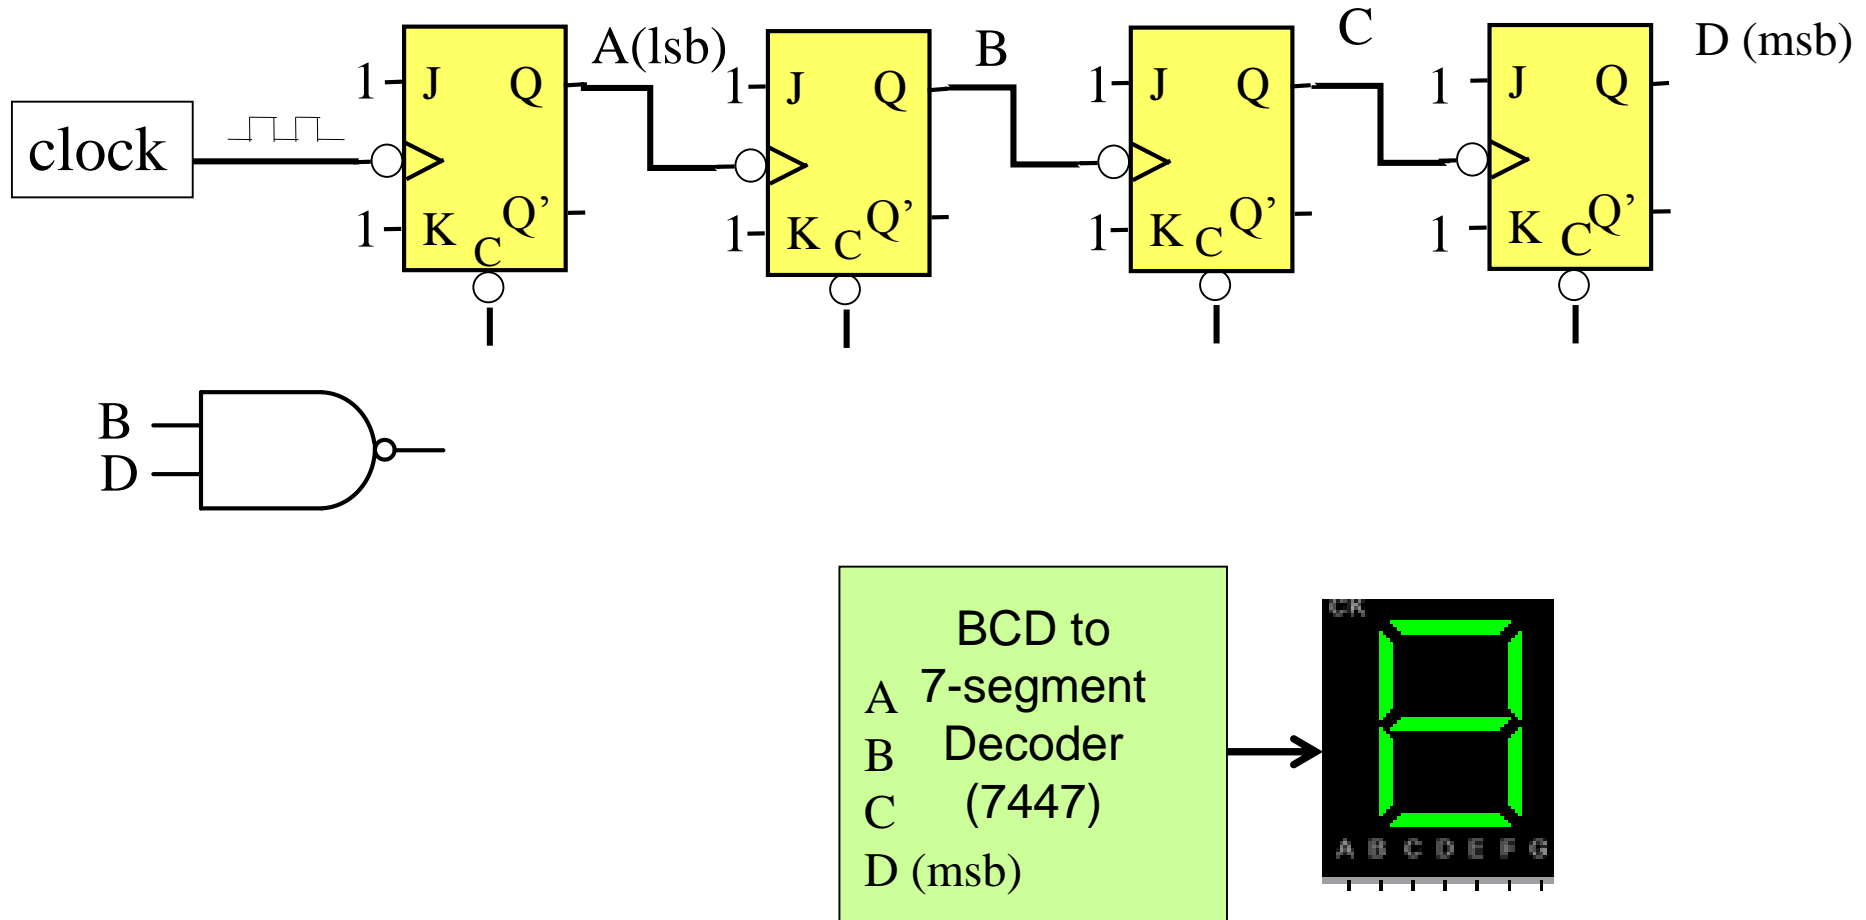 A(lsb) B C D (msb)
1 J Q 1 J Q 1 J Q 1 J Q
clock
1 K C Q’ 1 K C Q’ 1 K C Q’ 1 K C Q’
B
D
BCD to
7-segment
Decoder
(7447)
A
B
C
D (msb)
CK
A B C D E F G